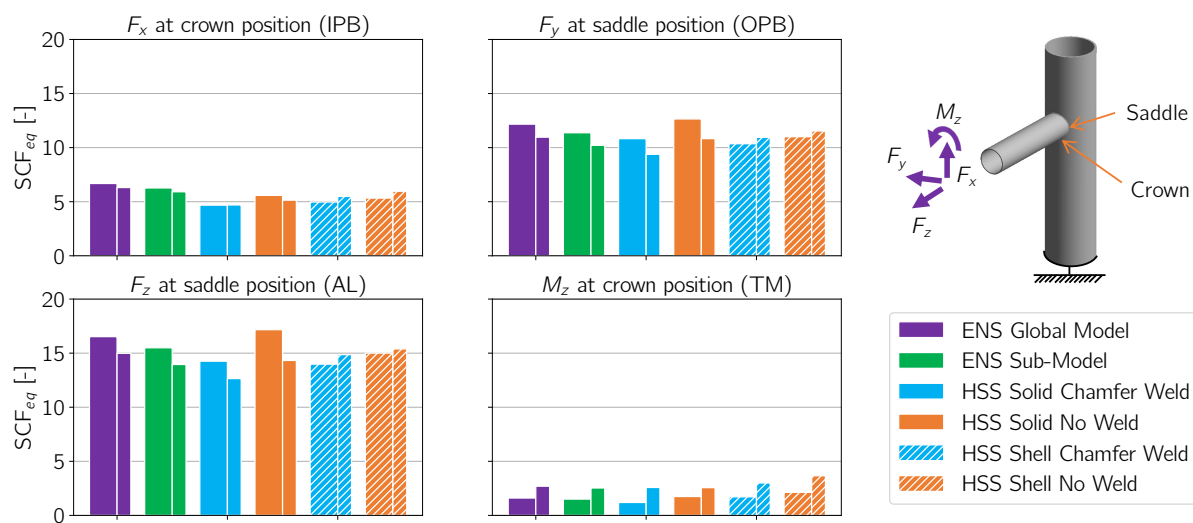 F_x at crown position (IPB)
20
15
10
5
0
SCF_eq [-]
F_y at saddle position (OPB)
M_z
Saddle
F_y
F_x
Crown
F_z
F_z at saddle position (AL)
20
15
10
5
0
SCF_eq [-]
M_z at crown position (TM)
ENS Global Model
ENS Sub-Model
HSS Solid Chamfer Weld
HSS Solid No Weld
HSS Shell Chamfer Weld
HSS Shell No Weld